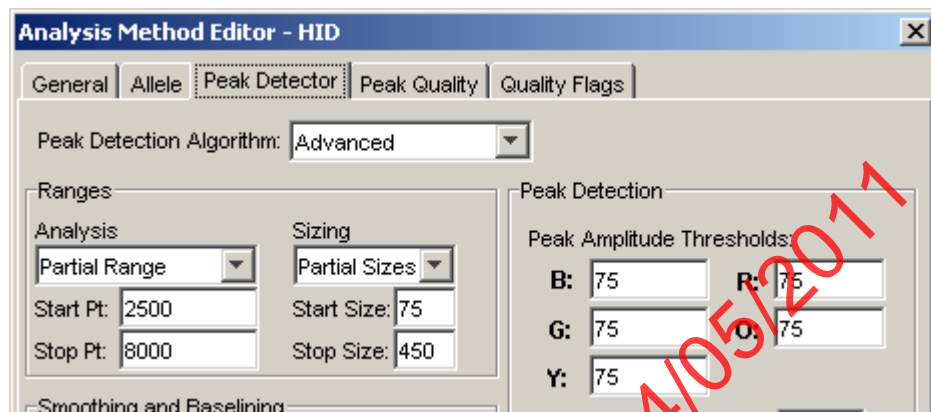 Analysis Method Editor - HID
General Allele Peak Detector Peak Quality Quality Flags
Peak Detection Algorithm: Advanced
Ranges
Analysis Sizing
Partial Range Partial Sizes
Start Pt: 2500 Start Size: 75
Stop Pt: 8000 Stop Size: 450
Peak Detection
Peak Amplitude Thresholds:
B: 75 R: 75
G: 75 O: 75
Y: 75
Smoothing and Baselining
4/05/2011